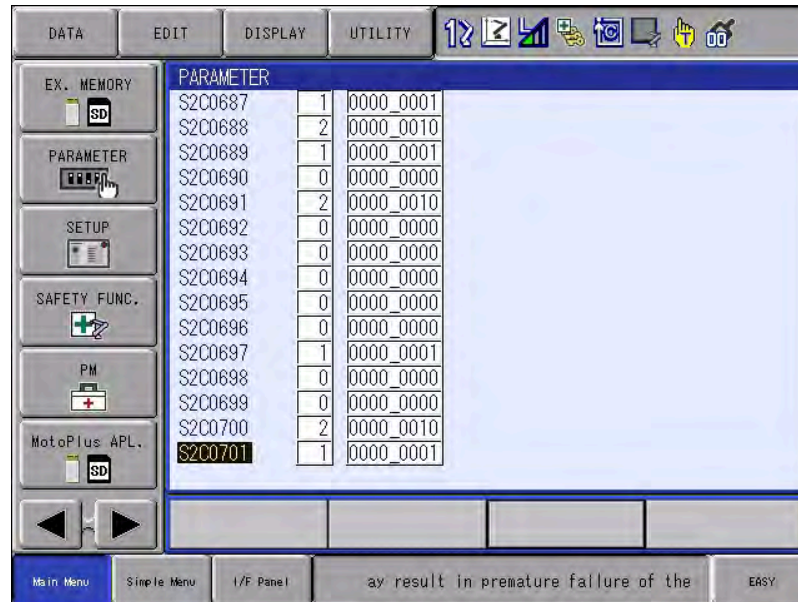 DATA
EDIT
DISPLAY
UTILITY
EX. MEMORY
SD
PARAMETER
SETUP
SAFETY FUNC.
PM
MotoPlus APL.
SD
PARAMETER
S2C0687 1 0000_0001
S2C0688 2 0000_0010
S2C0689 1 0000_0001
S2C0690 0 0000_0000
S2C0691 2 0000_0010
S2C0692 0 0000_0000
S2C0693 0 0000_0000
S2C0694 0 0000_0000
S2C0695 0 0000_0000
S2C0696 0 0000_0000
S2C0697 1 0000_0001
S2C0698 0 0000_0000
S2C0699 0 0000_0000
S2C0700 2 0000_0010
S2C0701 1 0000_0001
Main Menu
Simple Menu
I/F Panel
ay result in premature failure of the
EASY